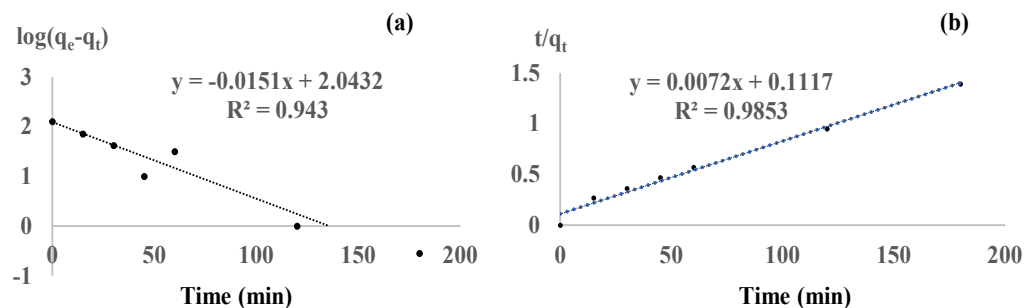 (a)
log(qₑ-qₜ)
y = -0.0151x + 2.0432
R² = 0.943
3
2
1
0
-1
0 50 100 150 200
Time (min)
(b)
t/qₜ
y = 0.0072x + 0.1117
R² = 0.9853
1.5
1
0.5
0
0 50 100 150 200
Time (min)